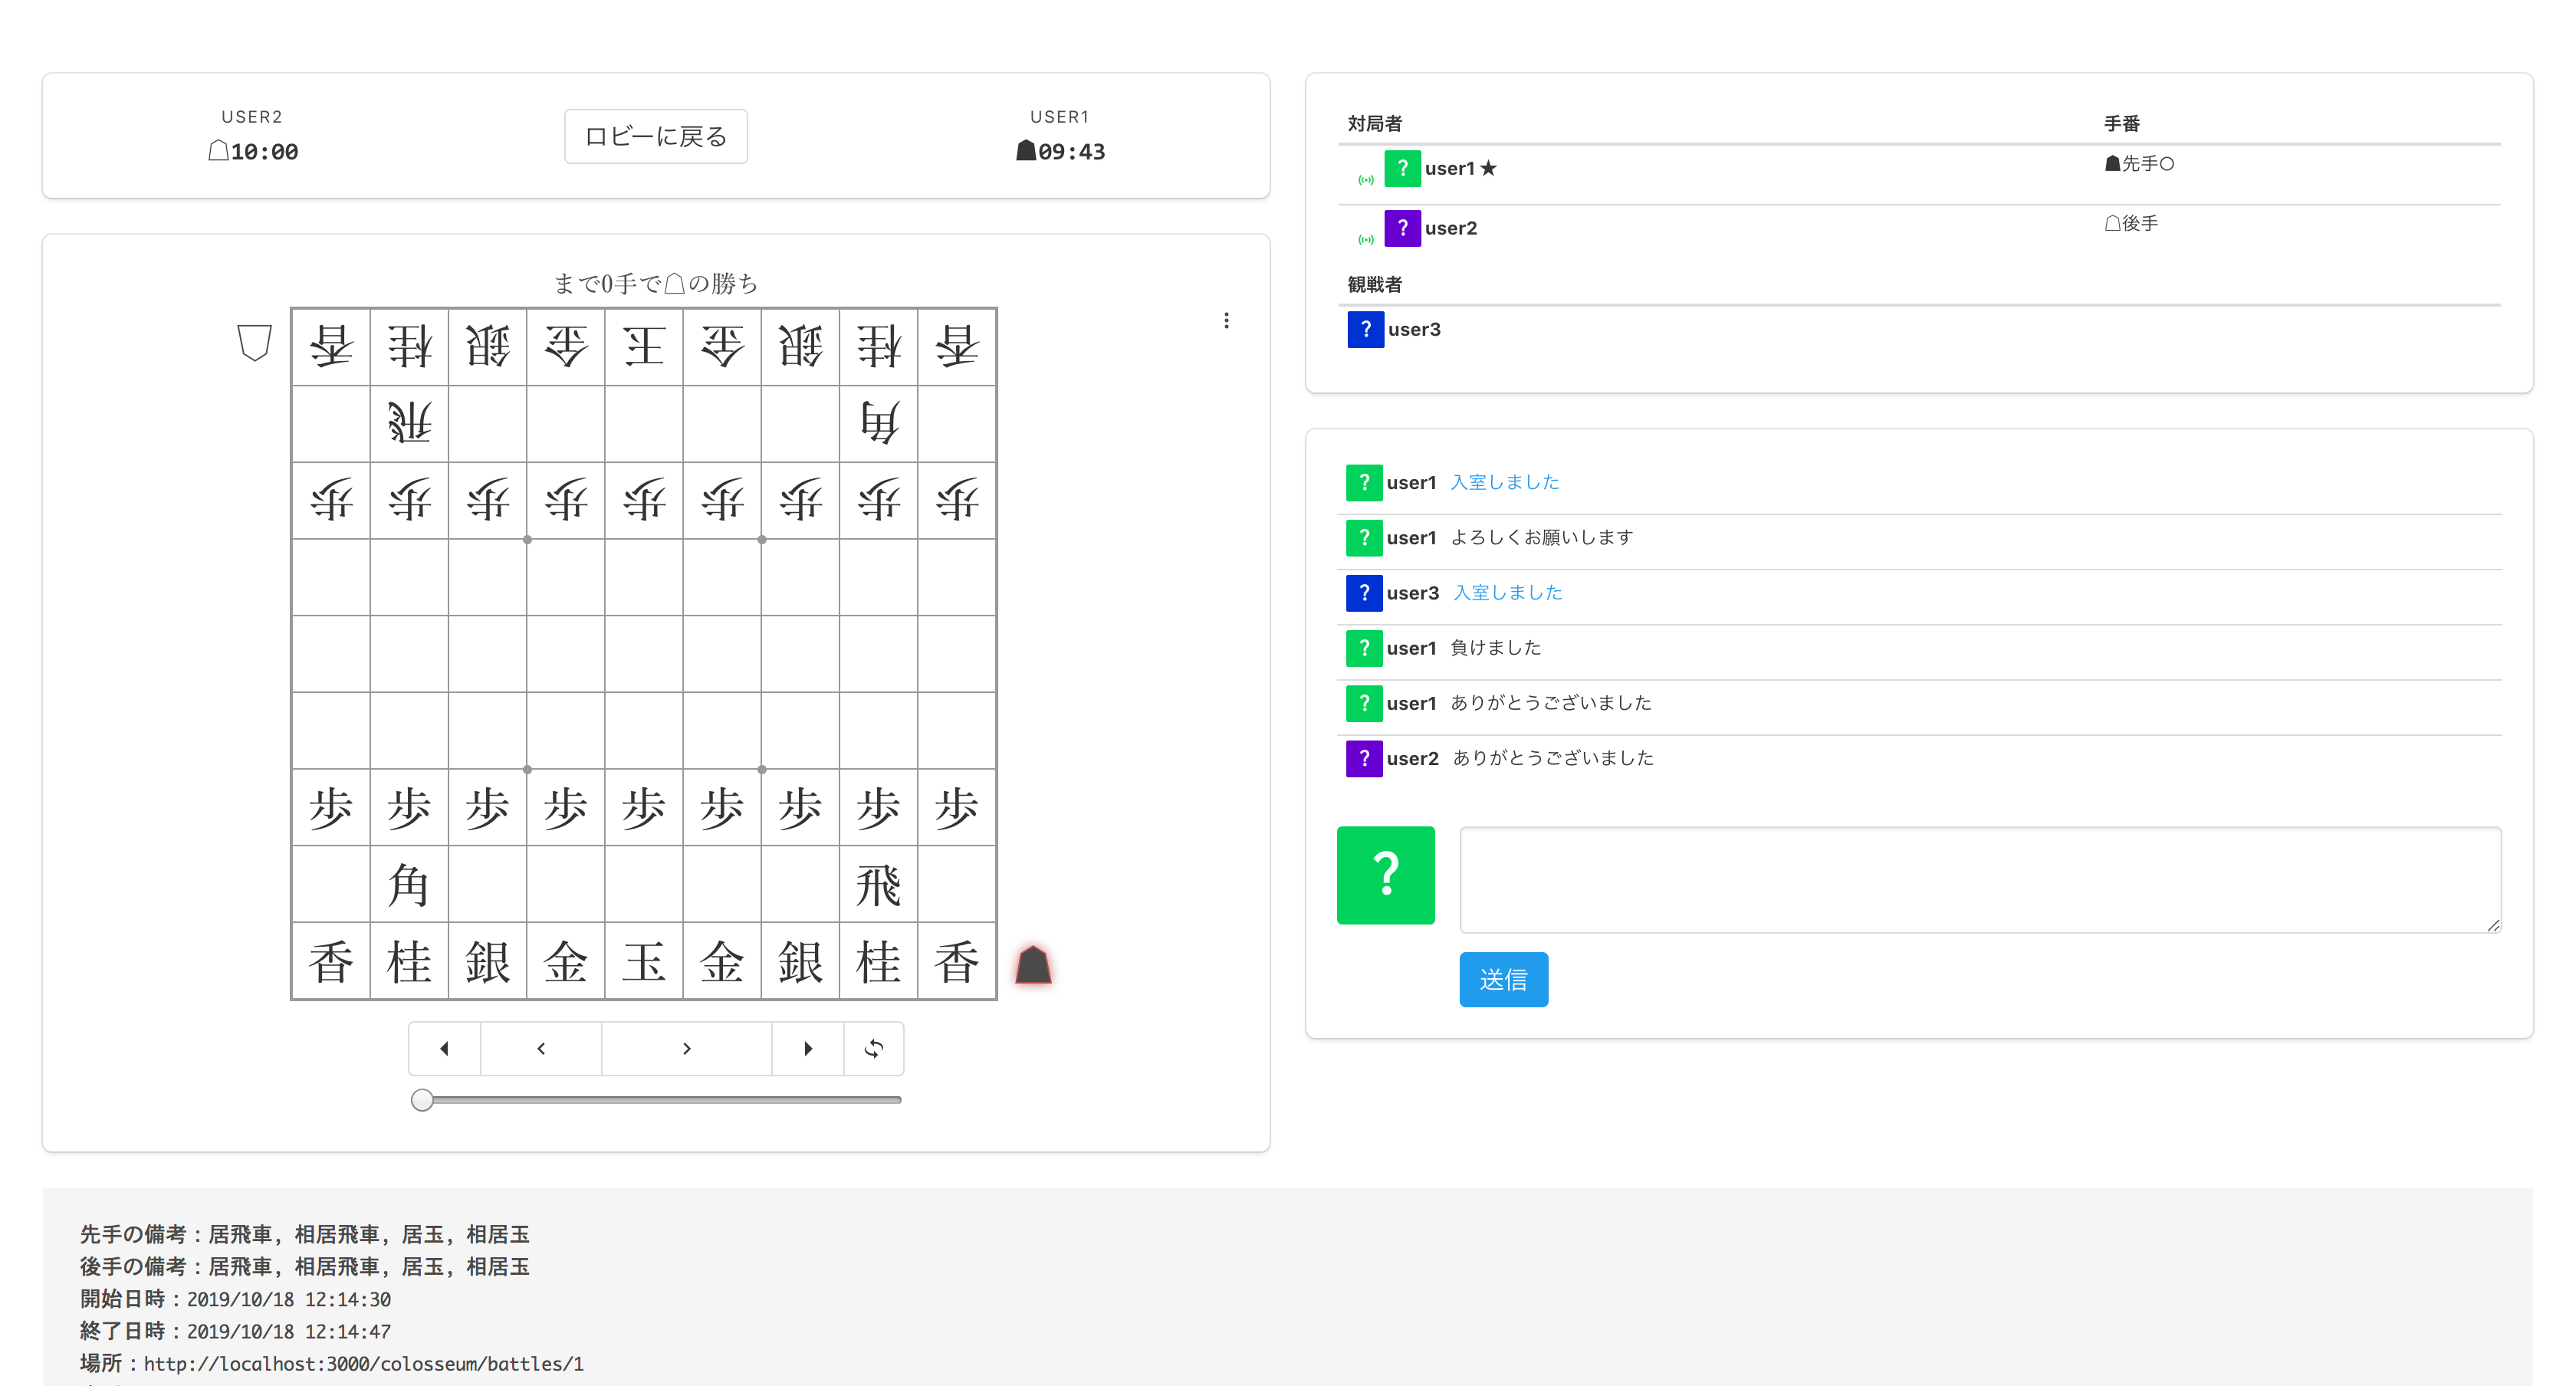 USER2
☖10:00
ロビーに戻る
USER1
☗09:43
まで0手で☖の勝ち
香桂銀金王金銀桂香
飛角
歩歩歩歩歩歩歩歩歩
歩歩歩歩歩歩歩歩歩
角飛
香桂銀金玉金銀桂香
先手の備考：居飛車, 相居飛車, 居玉, 相居玉
後手の備考：居飛車, 相居飛車, 居玉, 相居玉
開始日時：2019/10/18 12:14:30
終了日時：2019/10/18 12:14:47
場所：http://localhost:3000/colosseum/battles/1
対局者 手番
? user1★ ☗先手○
? user2 ☖後手
観戦者
? user3
? user1 入室しました
? user1 よろしくお願いします
? user3 入室しました
? user1 負けました
? user1 ありがとうございました
? user2 ありがとうございました
?
送信